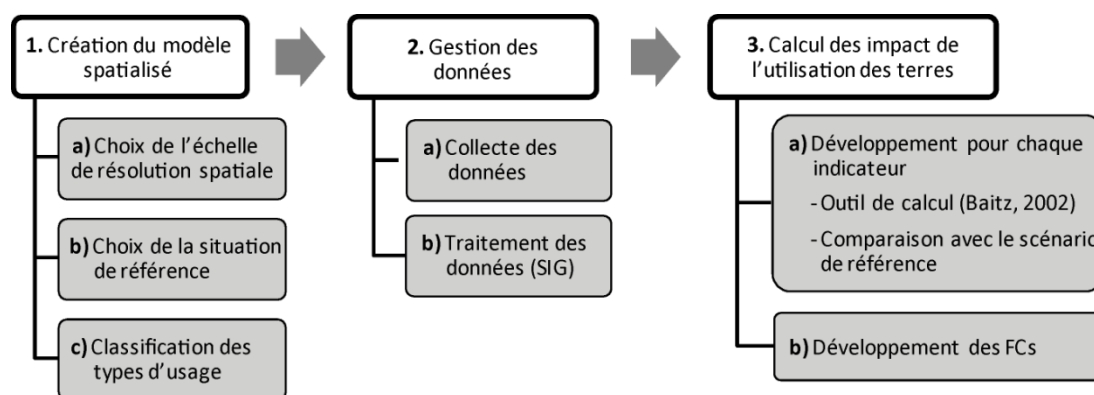 1. Création du modèle
spatialisé
a) Choix de l'échelle
de résolution spatiale
b) Choix de la situation
de référence
c) Classification des
types d'usage
2. Gestion des
données
a) Collecte des
données
b) Traitement des
données (SIG)
3. Calcul des impact de
l'utilisation des terres
a) Développement pour chaque
indicateur
- Outil de calcul (Baitz, 2002)
- Comparaison avec le scénario
de référence
b) Développement des FCs